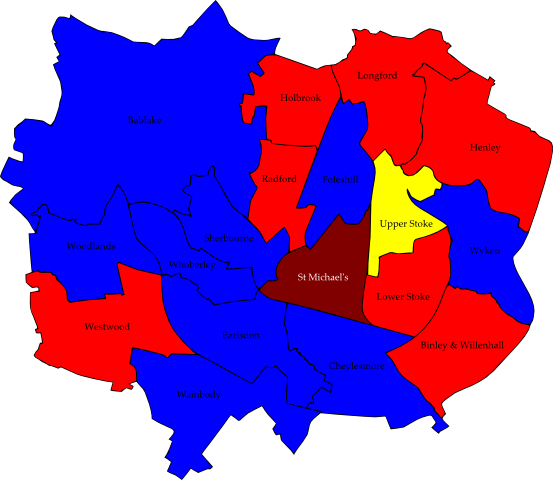 Longford
Holbrook
Bablake
Henley
Radford
Foleshill
Upper Stoke
Sherbourne
Woodlands
Wyken
Whoberley
St Michael's
Lower Stoke
Westwood
Earlsdon
Binley & Willenhall
Cheylesmore
Wainbody